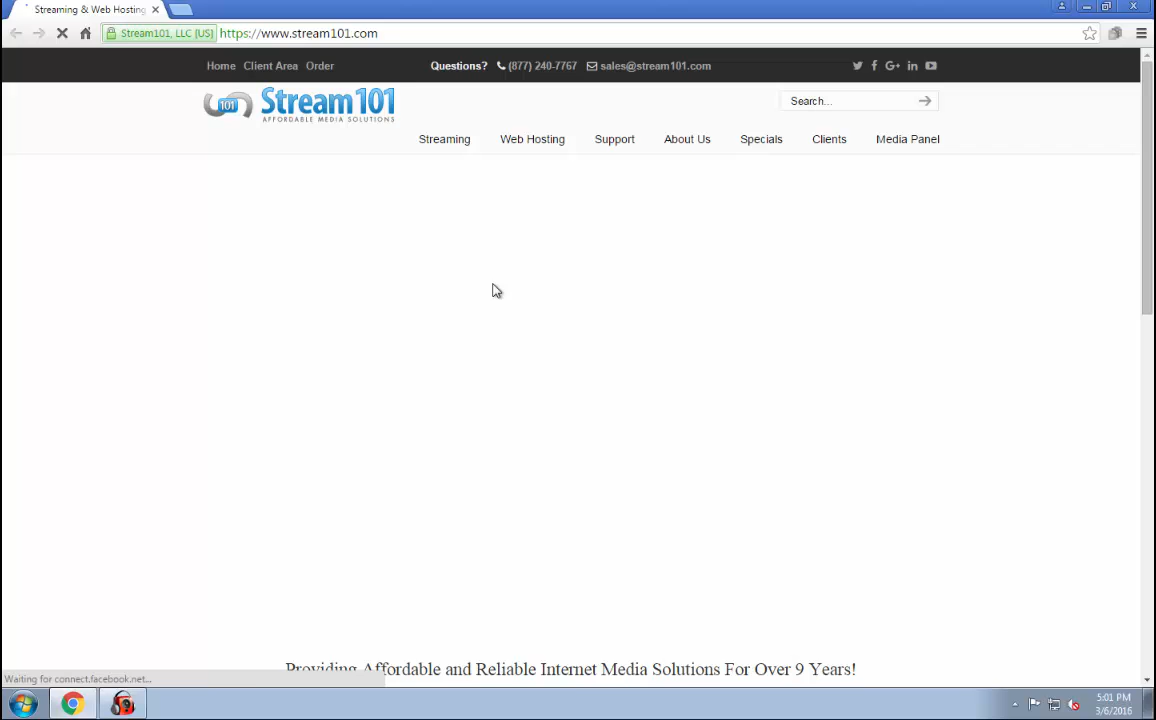 Streaming & Web Hosting
Stream101, LLC [US] https://www.stream101.com
Home Client Area Order Questions? (877) 240-7767 sales@stream101.com
101 Stream101
AFFORDABLE MEDIA SOLUTIONS
Search...
Streaming Web Hosting Support About Us Specials Clients Media Panel
Providing Affordable and Reliable Internet Media Solutions For Over 9 Years!
Waiting for connect.facebook.net...
5:01 PM
3/6/2016